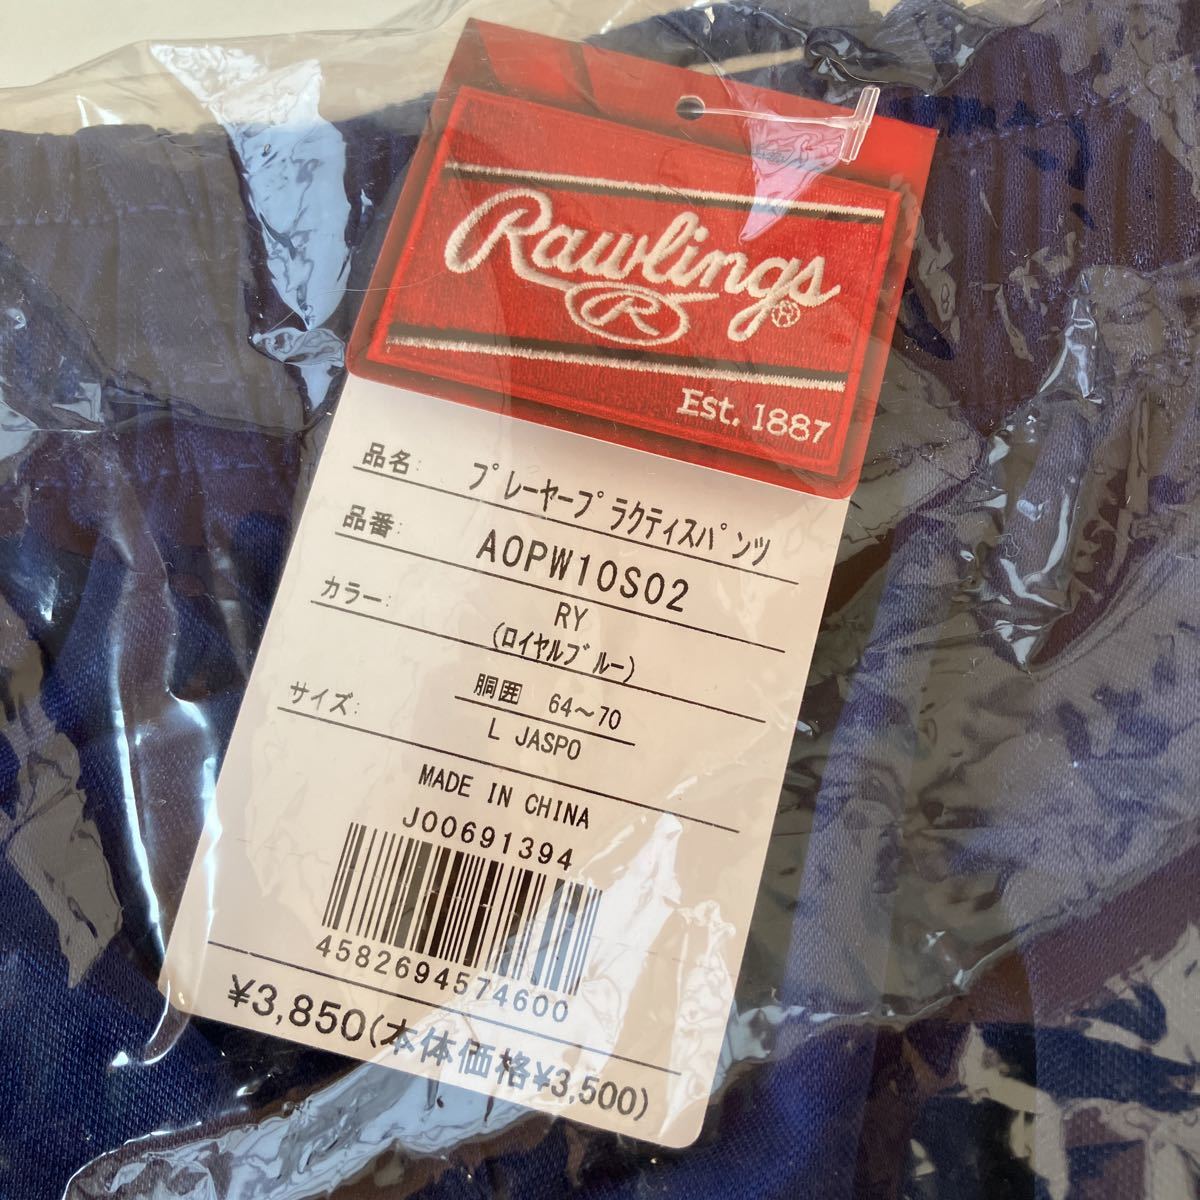 Rawlings®
R
Est. 1887
品名: プレーヤープラクティスパンツ
品番: AOPW10S02
カラー: RY
(ロイヤルブルー)
サイズ: 胴囲 64～70
L JASPO
MADE IN CHINA
J00691394
4582694574600
¥3,850(本体価格¥3,500)